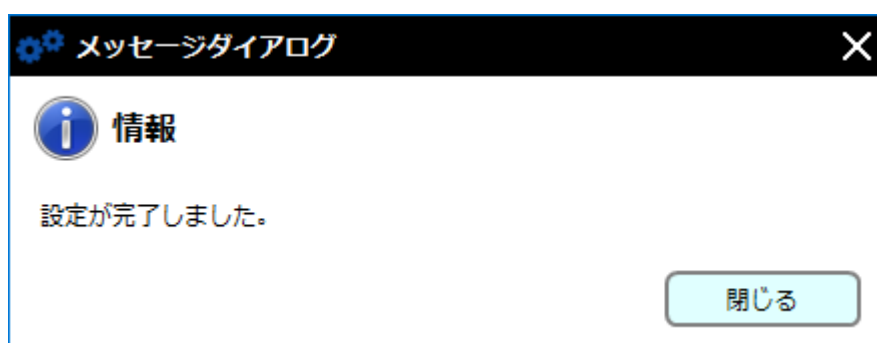 メッセージダイアログ
情報
設定が完了しました。
閉じる